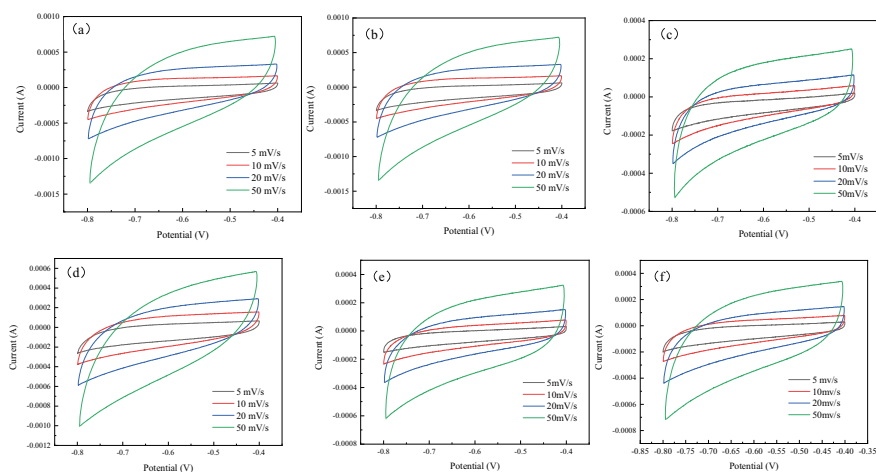 (a)
0.0010
0.0005
0.0000
-0.0005
-0.0010
-0.0015
Current (A)
5 mV/s
10 mV/s
20 mV/s
50 mV/s
-0.8 -0.7 -0.6 -0.5 -0.4
Potential (V)
(b)
0.0010
0.0005
0.0000
-0.0005
-0.0010
-0.0015
Current (A)
5 mV/s
10 mV/s
20 mV/s
50 mV/s
-0.8 -0.7 -0.6 -0.5 -0.4
Potential (V)
(c)
0.0004
0.0002
0.0000
-0.0002
-0.0004
-0.0006
Current (A)
5mV/s
10mV/s
20mV/s
50mV/s
-0.8 -0.7 -0.6 -0.5 -0.4
Potential (V)
(d)
0.0006
0.0004
0.0002
0.0000
-0.0002
-0.0004
-0.0006
-0.0008
-0.0010
-0.0012
Current (A)
5 mV/s
10 mV/s
20 mV/s
50 mV/s
-0.8 -0.7 -0.6 -0.5 -0.4
Potential (V)
(e)
0.0004
0.0002
0.0000
-0.0002
-0.0004
-0.0006
-0.0008
Current (A)
5mV/s
10mV/s
20mV/s
50mV/s
-0.8 -0.7 -0.6 -0.5 -0.4
Potential (V)
(f)
0.0004
0.0002
0.0000
-0.0002
-0.0004
-0.0006
-0.0008
Current (A)
5 mv/s
10mv/s
20mv/s
50mv/s
-0.85 -0.80 -0.75 -0.70 -0.65 -0.60 -0.55 -0.50 -0.45 -0.40 -0.35
Potential (V)